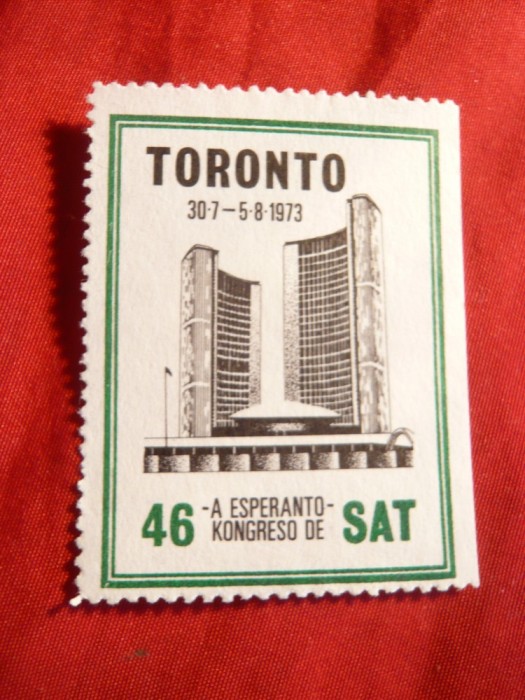 TORONTO
30·7—5·8·1973
46 -A ESPERANTO- SAT
KONGRESO DE